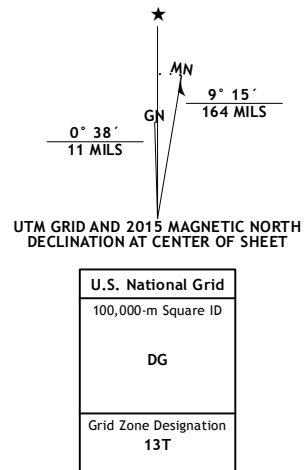 MN
GN
9° 15´
164 MILS
0° 38´
11 MILS
UTM GRID AND 2015 MAGNETIC NORTH
DECLINATION AT CENTER OF SHEET
U.S. National Grid
100,000-m Square ID
DG
Grid Zone Designation
13T